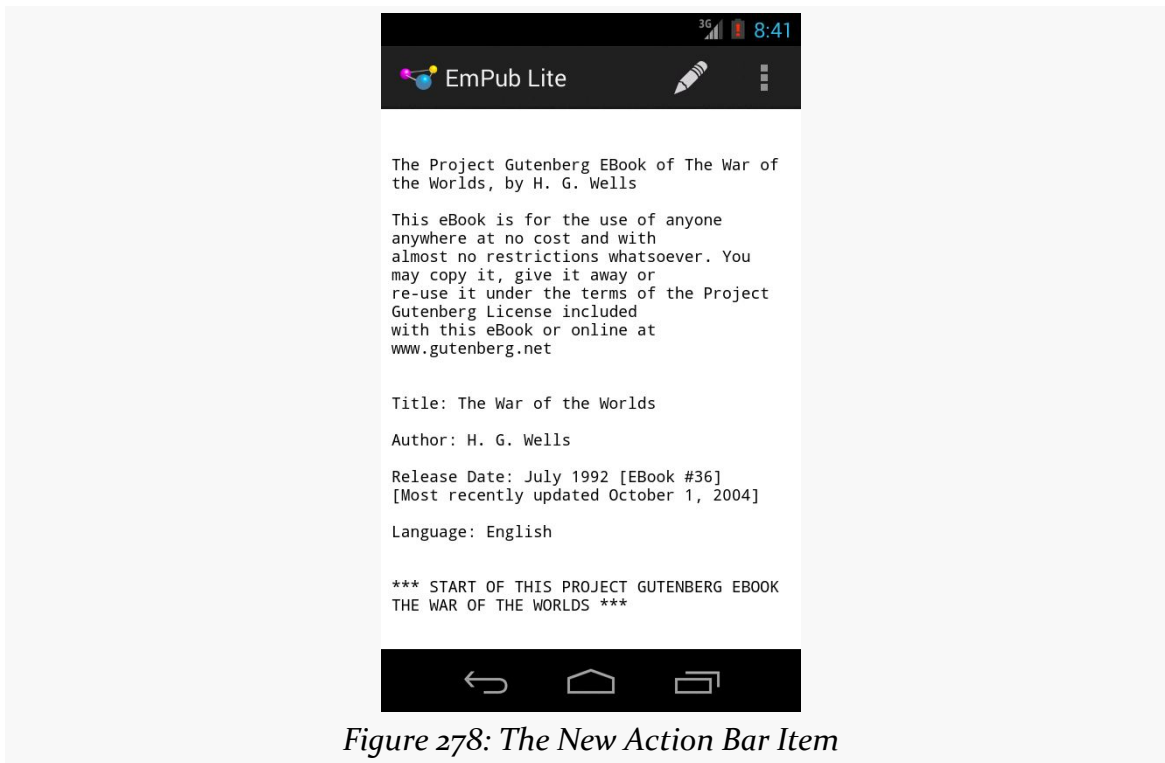 3G 8:41
EmPub Lite
The Project Gutenberg EBook of The War of
the Worlds, by H. G. Wells
This eBook is for the use of anyone
anywhere at no cost and with
almost no restrictions whatsoever. You
may copy it, give it away or
re-use it under the terms of the Project
Gutenberg License included
with this eBook or online at
www.gutenberg.net
Title: The War of the Worlds
Author: H. G. Wells
Release Date: July 1992 [EBook #36]
[Most recently updated October 1, 2004]
Language: English
*** START OF THIS PROJECT GUTENBERG EBOOK
THE WAR OF THE WORLDS ***
Figure 278: The New Action Bar Item